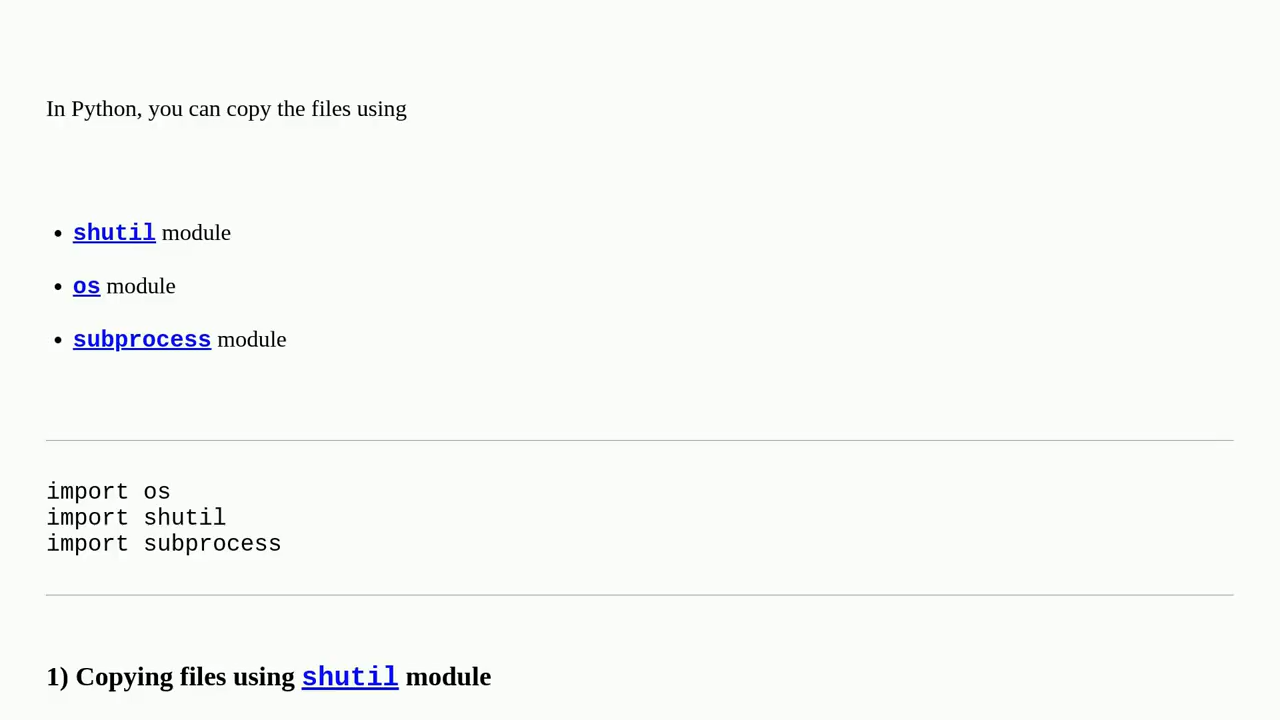 In Python, you can copy the files using
• shutil module
• os module
• subprocess module
import os
import shutil
import subprocess
1) Copying files using shutil module